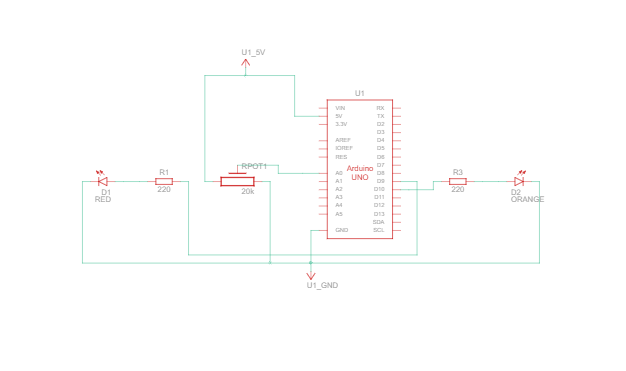 U1_5V
U1
VIN
5V
3.3V
AREF
IOREF
RES
A0
A1
A2
A3
A4
A5
GND
Arduino
UNO
RX
TX
D2
D3
D4
D5
D6
D7
D8
D9
D10
D11
D12
D13
SDA
SCL
RPOT1
20k
R1
220
D1
RED
R3
220
D2
ORANGE
U1_GND